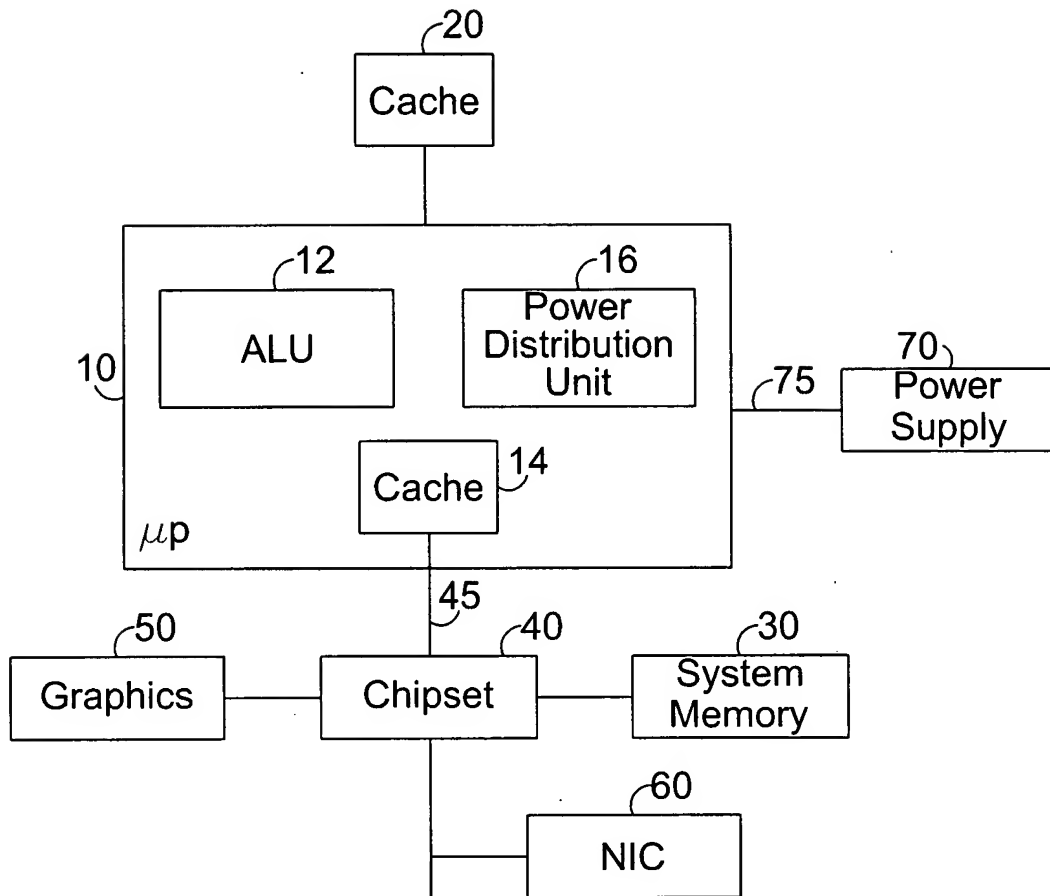 20
Cache
12
16
ALU
Power
Distribution
Unit
10
70
75
Power
Supply
14
Cache
μp
45
50
40
30
Graphics
Chipset
System
Memory
60
NIC